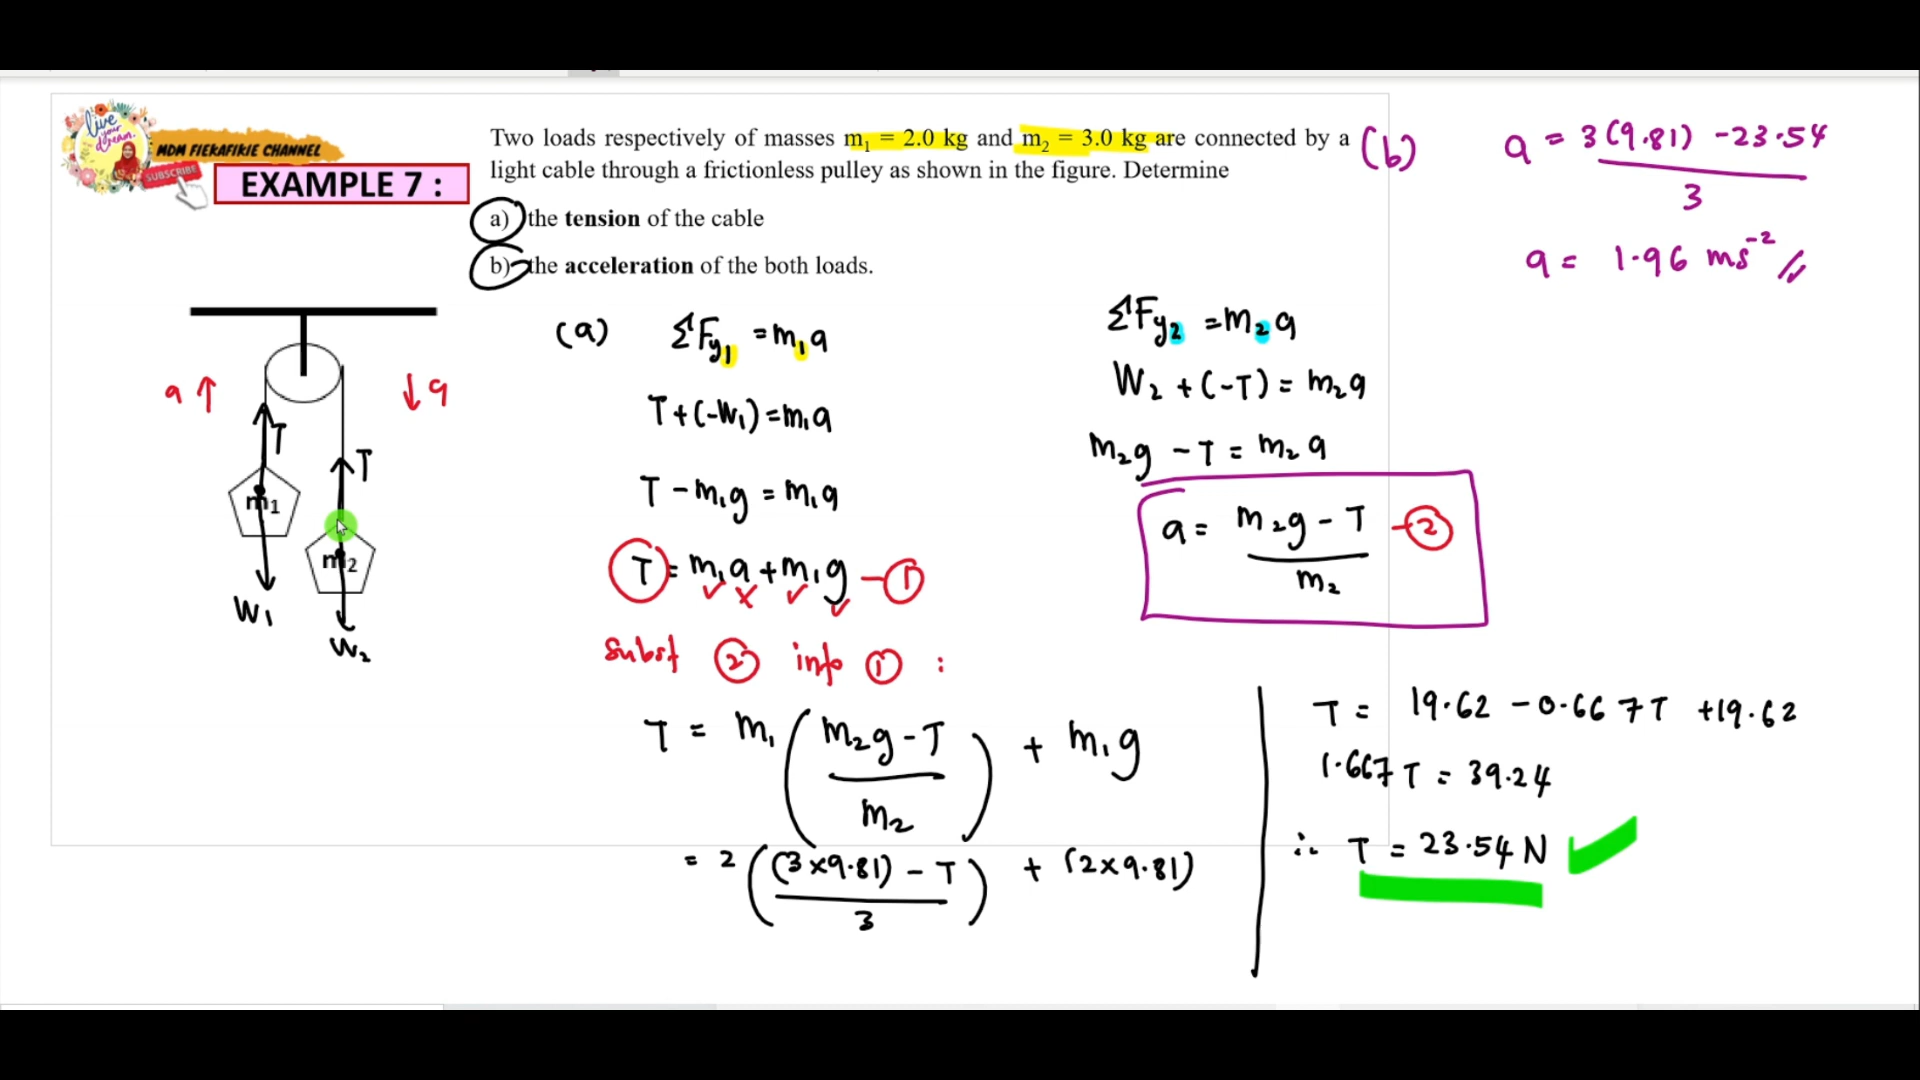 live
your
dream.
MDM FIEKAFIKIE CHANNEL
SUBSCRIBE
EXAMPLE 7 :
Two loads respectively of masses m₁ = 2.0 kg and m₂ = 3.0 kg are connected by a
light cable through a frictionless pulley as shown in the figure. Determine
a) the tension of the cable
b) the acceleration of the both loads.
a ↑
↓ a
T
T
m1
m2
W₁
W₂
(a) ΣFy₁ = m₁a
T+(-W₁)=m₁a
T - m₁g = m₁a
T = m₁a + m₁g - ①
✓ x ✓ ✓
Subst ② into ① :
T = m₁ ( (m₂g - T) / m₂ ) + m₁g
= 2 ( ((3×9.81) - T) / 3 ) + (2×9.81)
ΣFy₂ = m₂a
W₂ + (-T) = m₂a
m₂g - T = m₂a
a = (m₂g - T) / m₂ - ②
T = 19.62 - 0.667T + 19.62
1.667T = 39.24
∴ T = 23.54 N
(b) a = (3(9.81) - 23.54) / 3
a = 1.96 ms⁻² //